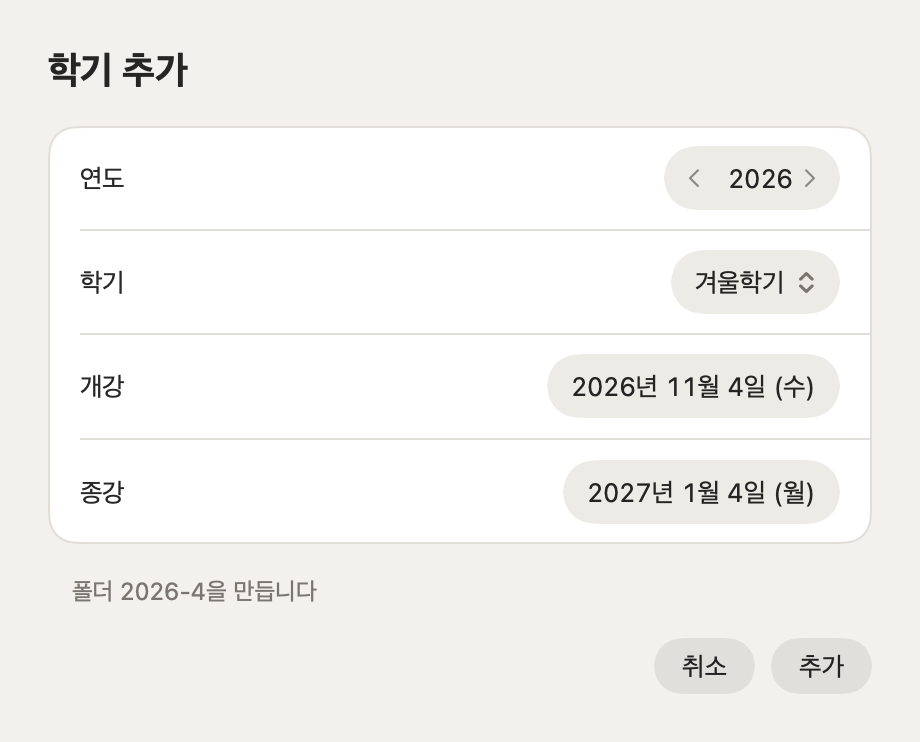 학기 추가
연도 2026
학기 겨울학기
개강 2026년 11월 4일 (수)
종강 2027년 1월 4일 (월)
폴더 2026-4을 만듭니다
취소 추가